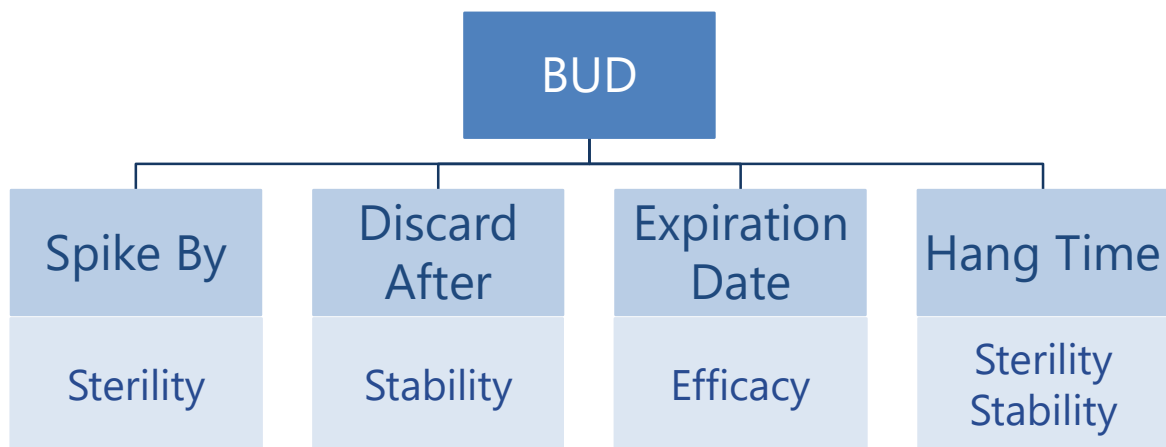 BUD
Spike By
Sterility
Discard
After
Stability
Expiration
Date
Efficacy
Hang Time
Sterility
Stability